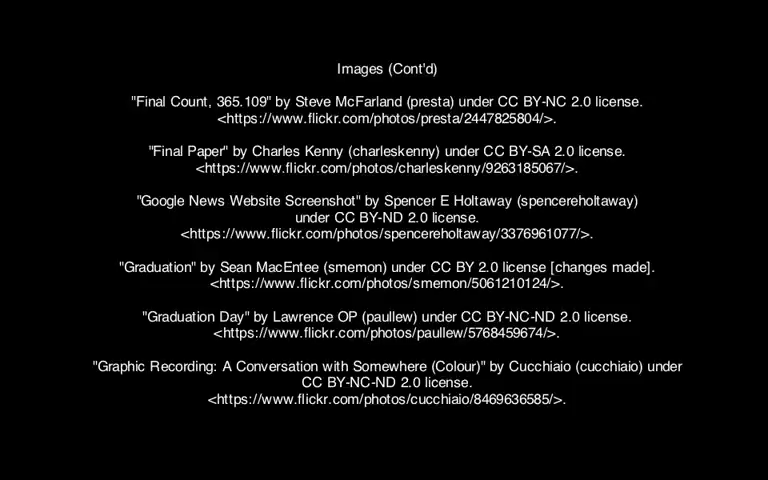 Images (Cont'd)
"Final Count, 365.109" by Steve McFarland (presta) under CC BY-NC 2.0 license.
<https://www.flickr.com/photos/presta/2447825804/>.
"Final Paper" by Charles Kenny (charleskenny) under CC BY-SA 2.0 license.
<https://www.flickr.com/photos/charleskenny/9263185067/>.
"Google News Website Screenshot" by Spencer E Holtaway (spencereholtaway)
under CC BY-ND 2.0 license.
<https://www.flickr.com/photos/spencereholtaway/3376961077/>.
"Graduation" by Sean MacEntee (smemon) under CC BY 2.0 license [changes made].
<https://www.flickr.com/photos/smemon/5061210124/>.
"Graduation Day" by Lawrence OP (paullew) under CC BY-NC-ND 2.0 license.
<https://www.flickr.com/photos/paullew/5768459674/>.
"Graphic Recording: A Conversation with Somewhere (Colour)" by Cucchiaio (cucchiaio) under
CC BY-NC-ND 2.0 license.
<https://www.flickr.com/photos/cucchiaio/8469636585/>.